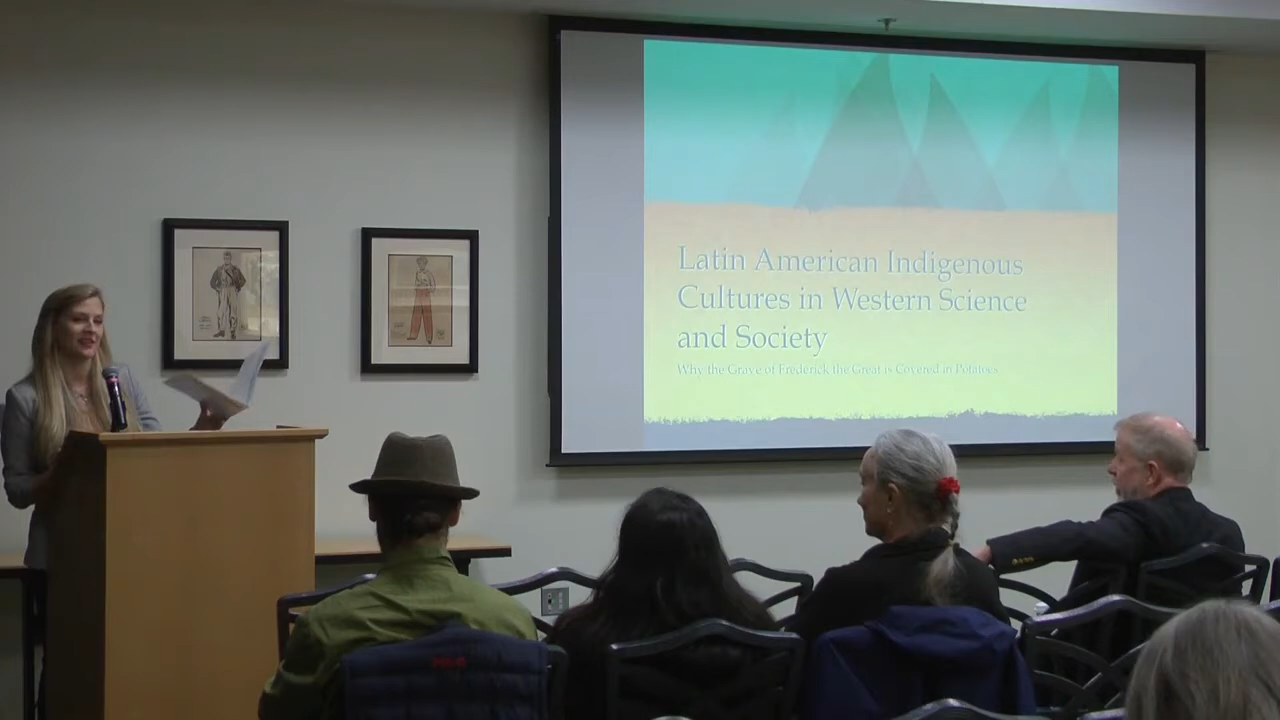 Latin American Indigenous
Cultures in Western Science
and Society
Why the Grave of Frederick the Great is Covered in Potatoes